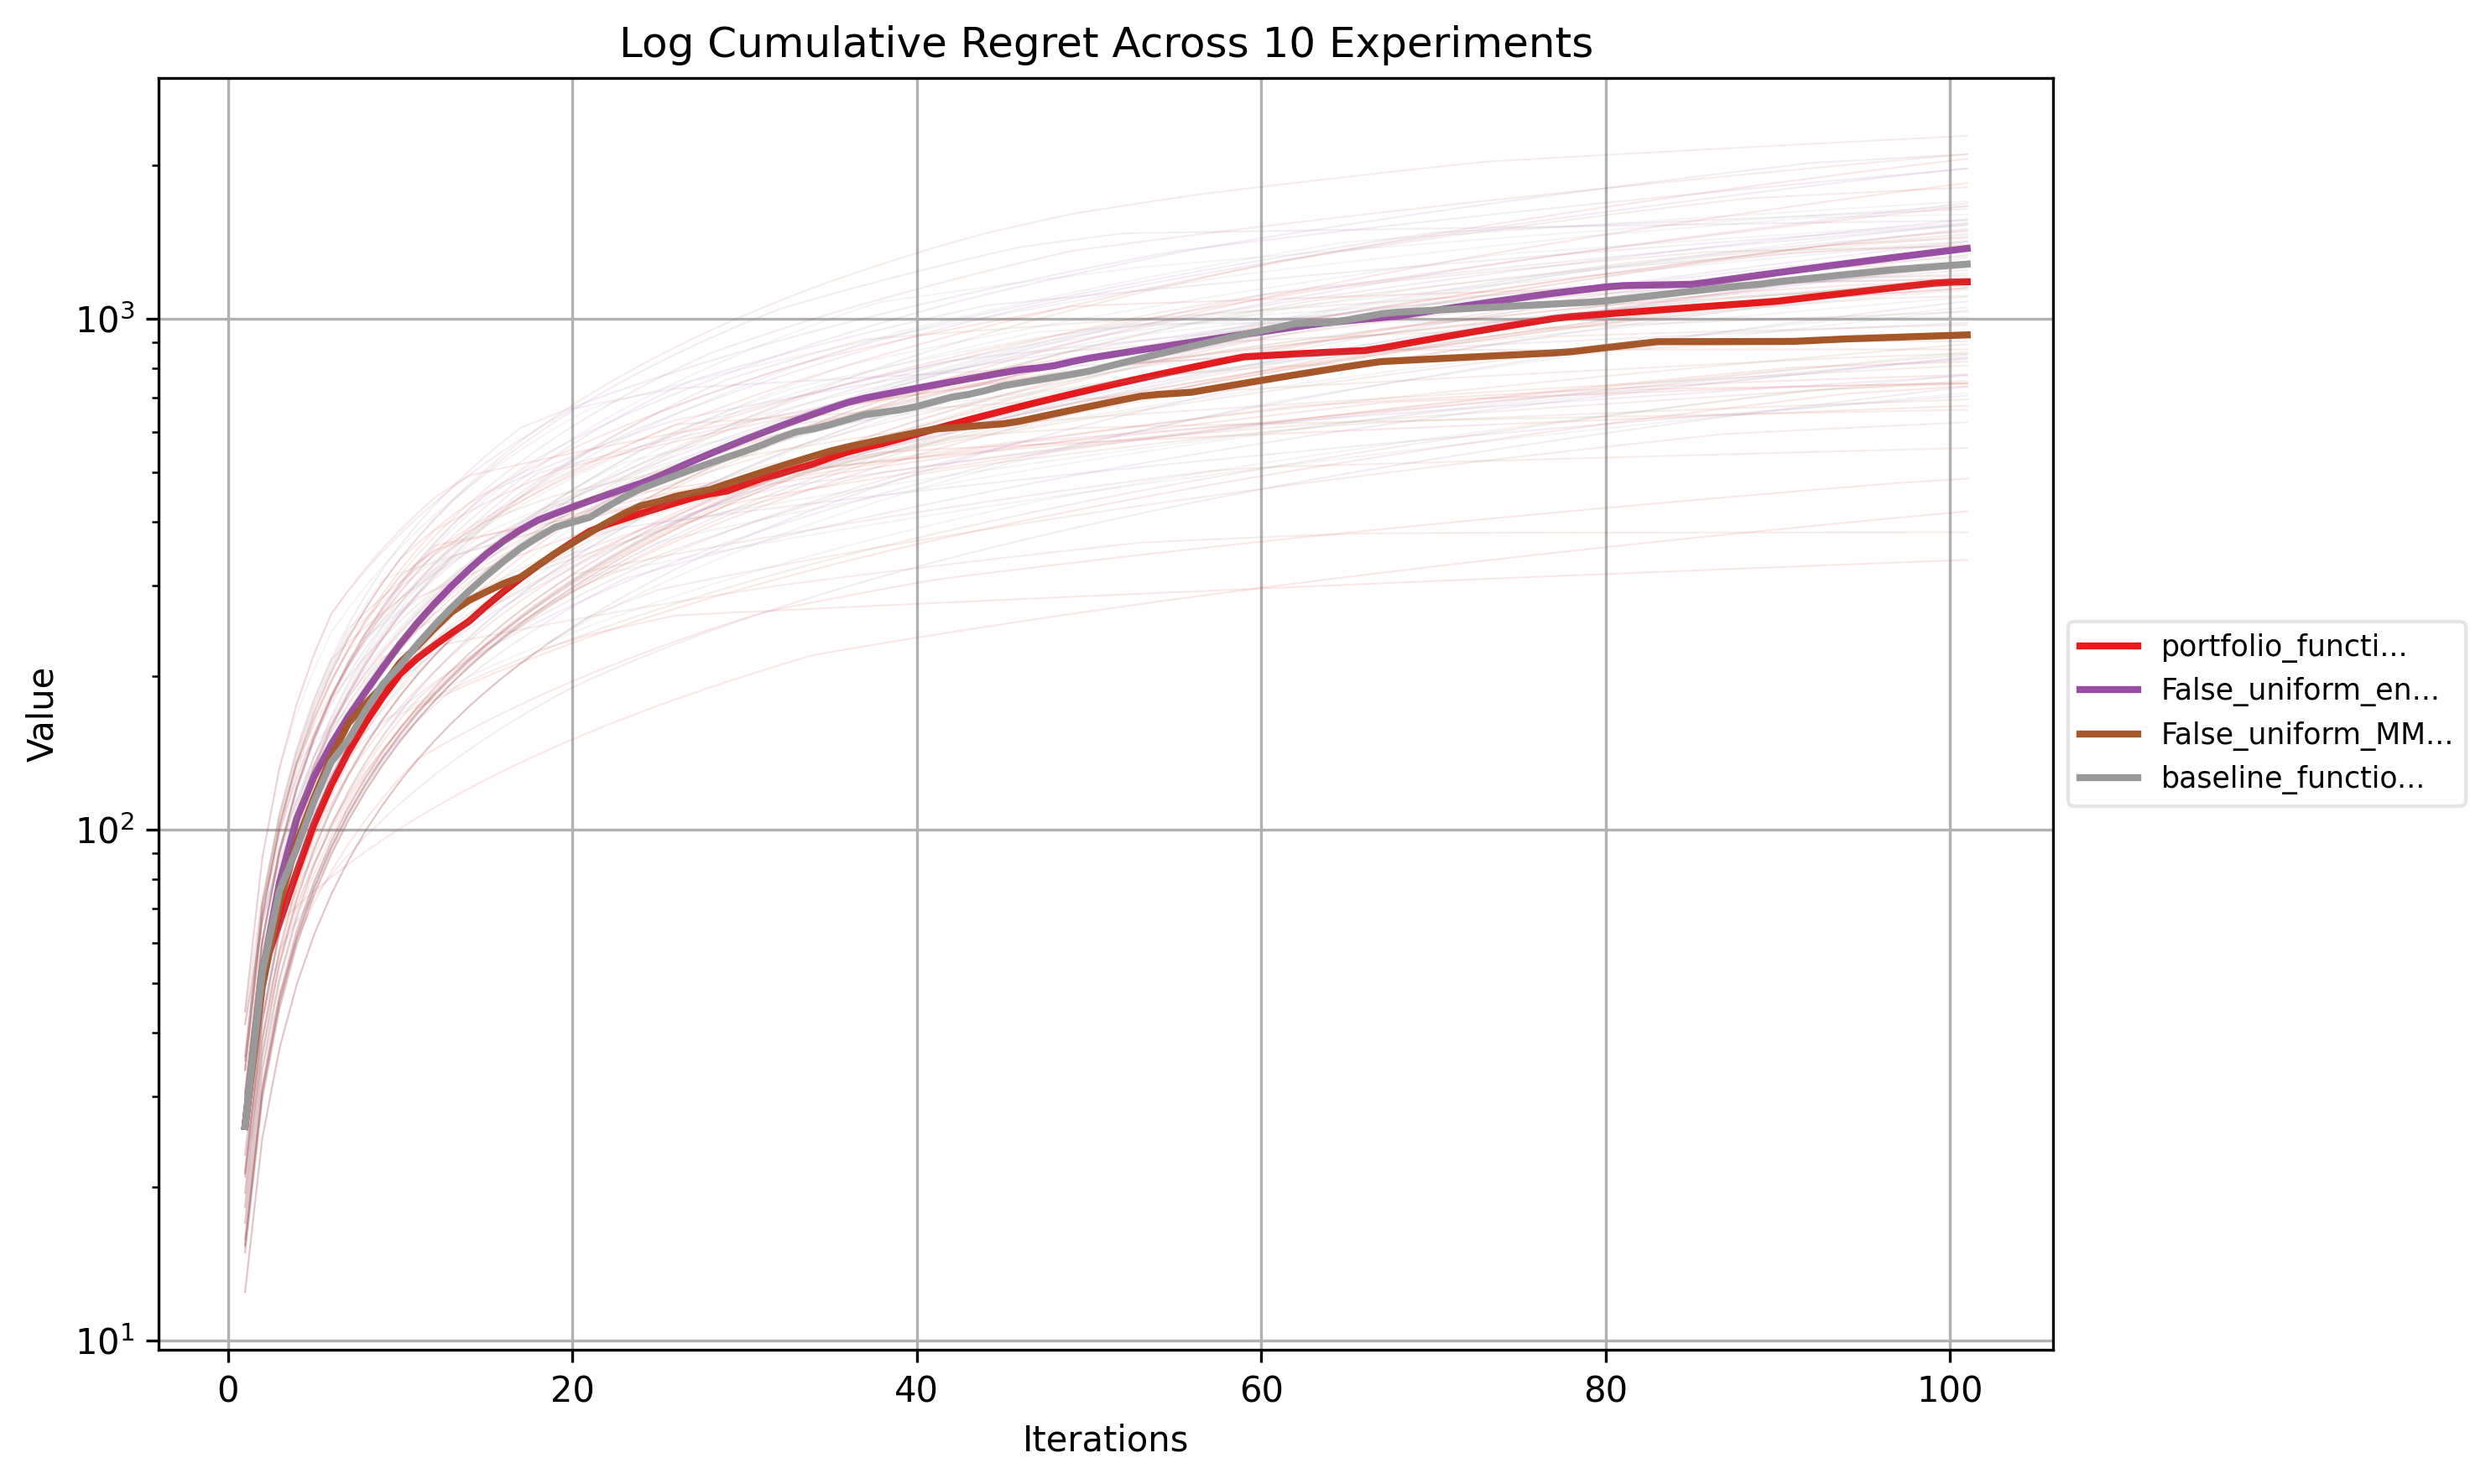 Log Cumulative Regret Across 10 Experiments
Value
10³
10²
10¹
0 20 40 60 80 100
Iterations
portfolio_functi...
False_uniform_en...
False_uniform_MM...
baseline_functio...